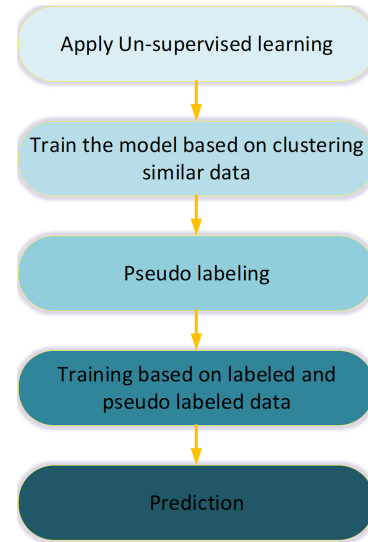 Apply Un-supervised learning
Train the model based on clustering
similar data
Pseudo labeling
Training based on labeled and
pseudo labeled data
Prediction